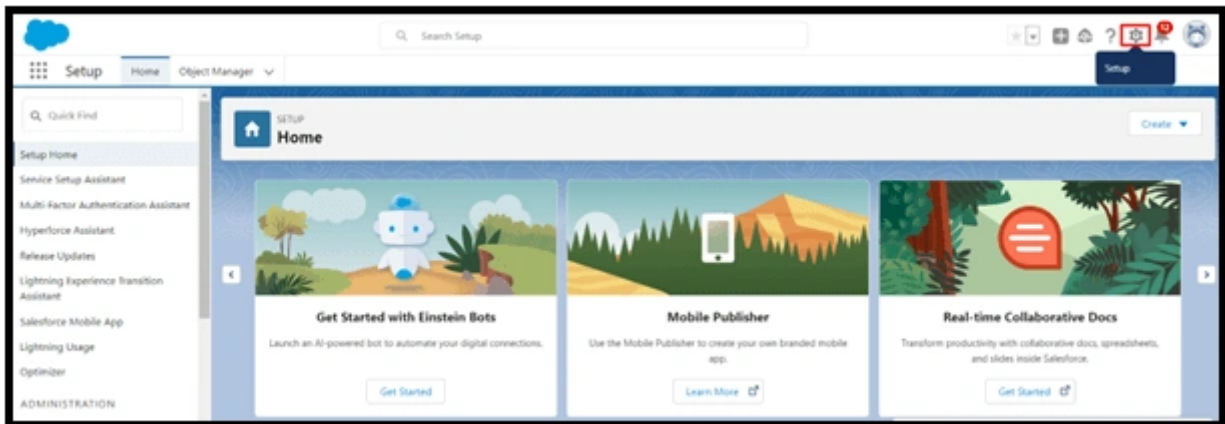 Search Setup
?
12
Setup
Home
Object Manager
Setup
Quick Find
SETUP
Home
Create
Setup Home
Service Setup Assistant
Multi-Factor Authentication Assistant
Hyperforce Assistant
Release Updates
Lightning Experience Transition
Assistant
Salesforce Mobile App
Lightning Usage
Optimizer
ADMINISTRATION
Get Started with Einstein Bots
Launch an AI-powered bot to automate your digital connections.
Get Started
Mobile Publisher
Use the Mobile Publisher to create your own branded mobile
app.
Learn More
Real-time Collaborative Docs
Transform productivity with collaborative docs, spreadsheets,
and slides inside Salesforce.
Get Started